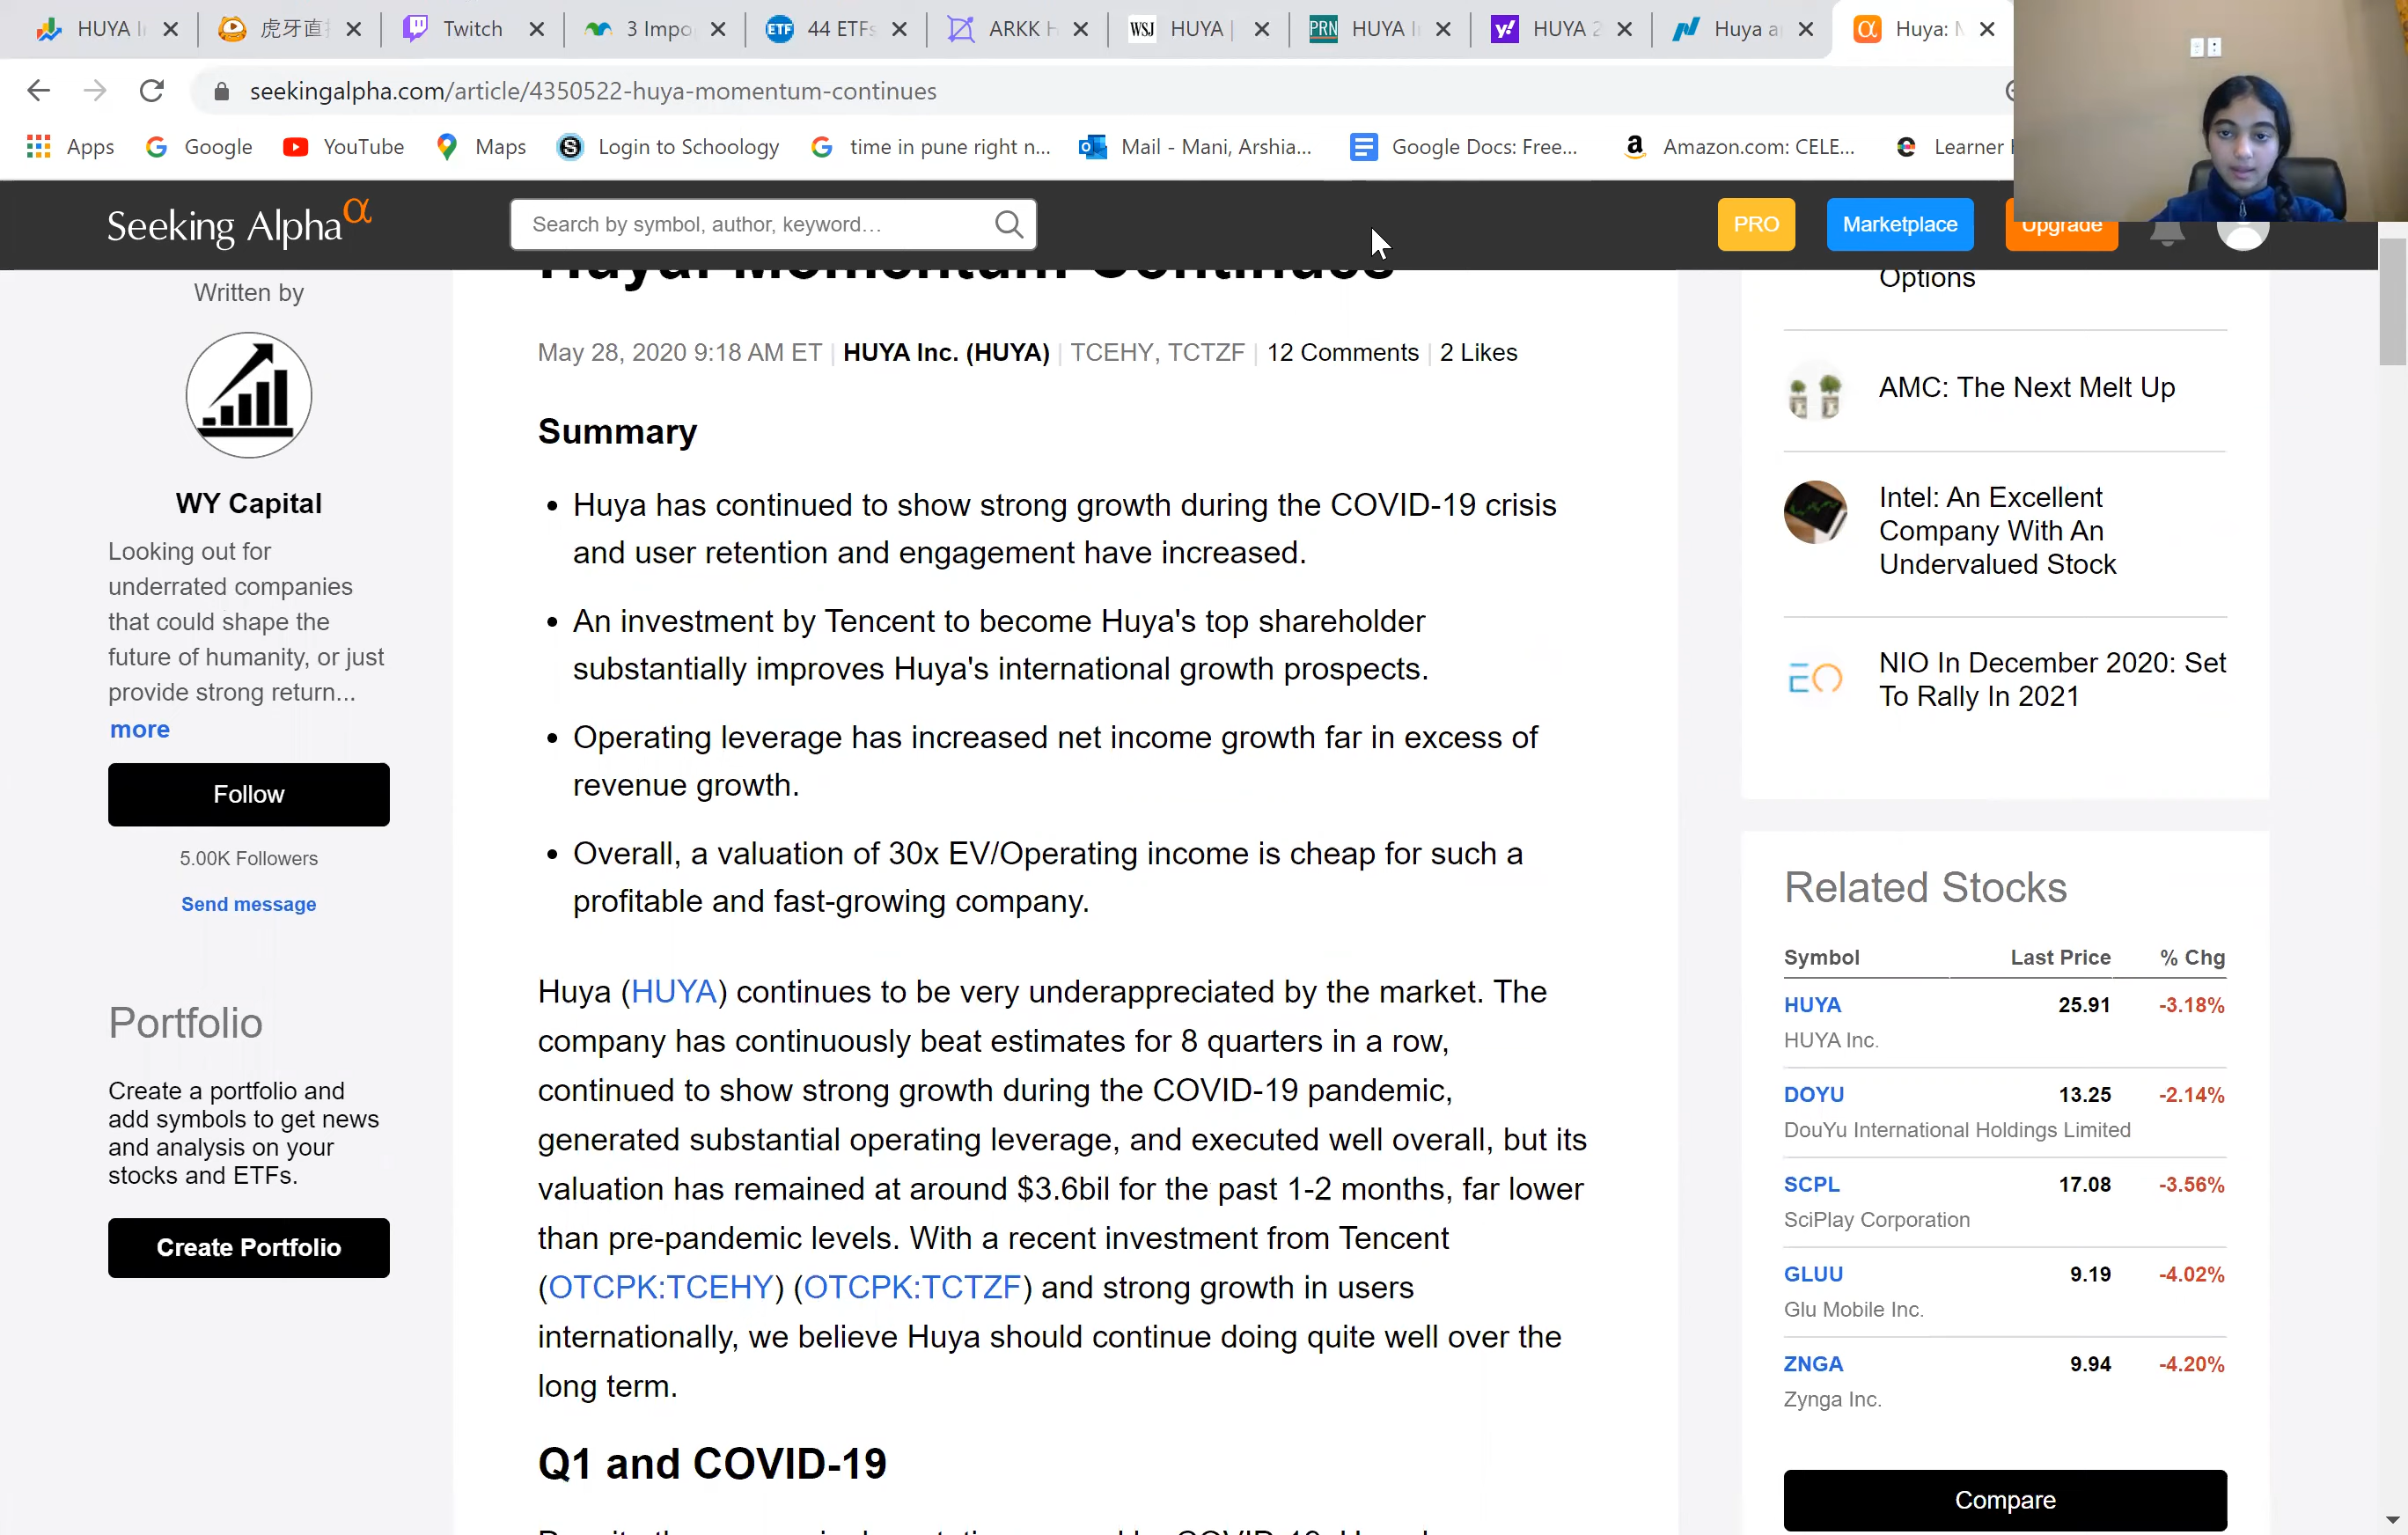 HUYA I
虎牙直
Twitch
3 Impo
44 ETFs
ARKK H
WSJ
HUYA
PRN
HUYA I
HUYA 2
Huya a
Huya: M
seekingalpha.com/article/4350522-huya-momentum-continues
Apps
Google
YouTube
Maps
Login to Schoology
time in pune right n...
Mail - Mani, Arshia...
Google Docs: Free...
Amazon.com: CELE...
Learner
Seeking Alpha α
Search by symbol, author, keyword...
PRO
Marketplace
Upgrade
Written by
WY Capital
Looking out for
underrated companies
that could shape the
future of humanity, or just
provide strong return...
more
Follow
5.00K Followers
Send message
Portfolio
Create a portfolio and
add symbols to get news
and analysis on your
stocks and ETFs.
Create Portfolio
Huya: Momentum Continues
May 28, 2020 9:18 AM ET | HUYA Inc. (HUYA) | TCEHY, TCTZF | 12 Comments | 2 Likes
Summary
• Huya has continued to show strong growth during the COVID-19 crisis
and user retention and engagement have increased.
• An investment by Tencent to become Huya's top shareholder
substantially improves Huya's international growth prospects.
• Operating leverage has increased net income growth far in excess of
revenue growth.
• Overall, a valuation of 30x EV/Operating income is cheap for such a
profitable and fast-growing company.
Huya (HUYA) continues to be very underappreciated by the market. The
company has continuously beat estimates for 8 quarters in a row,
continued to show strong growth during the COVID-19 pandemic,
generated substantial operating leverage, and executed well overall, but its
valuation has remained at around $3.6bil for the past 1-2 months, far lower
than pre-pandemic levels. With a recent investment from Tencent
(OTCPK:TCEHY) (OTCPK:TCTZF) and strong growth in users
internationally, we believe Huya should continue doing quite well over the
long term.
Q1 and COVID-19
Options
AMC: The Next Melt Up
Intel: An Excellent
Company With An
Undervalued Stock
NIO In December 2020: Set
To Rally In 2021
Related Stocks
Symbol Last Price % Chg
HUYA 25.91 -3.18%
HUYA Inc.
DOYU 13.25 -2.14%
DouYu International Holdings Limited
SCPL 17.08 -3.56%
SciPlay Corporation
GLUU 9.19 -4.02%
Glu Mobile Inc.
ZNGA 9.94 -4.20%
Zynga Inc.
Compare